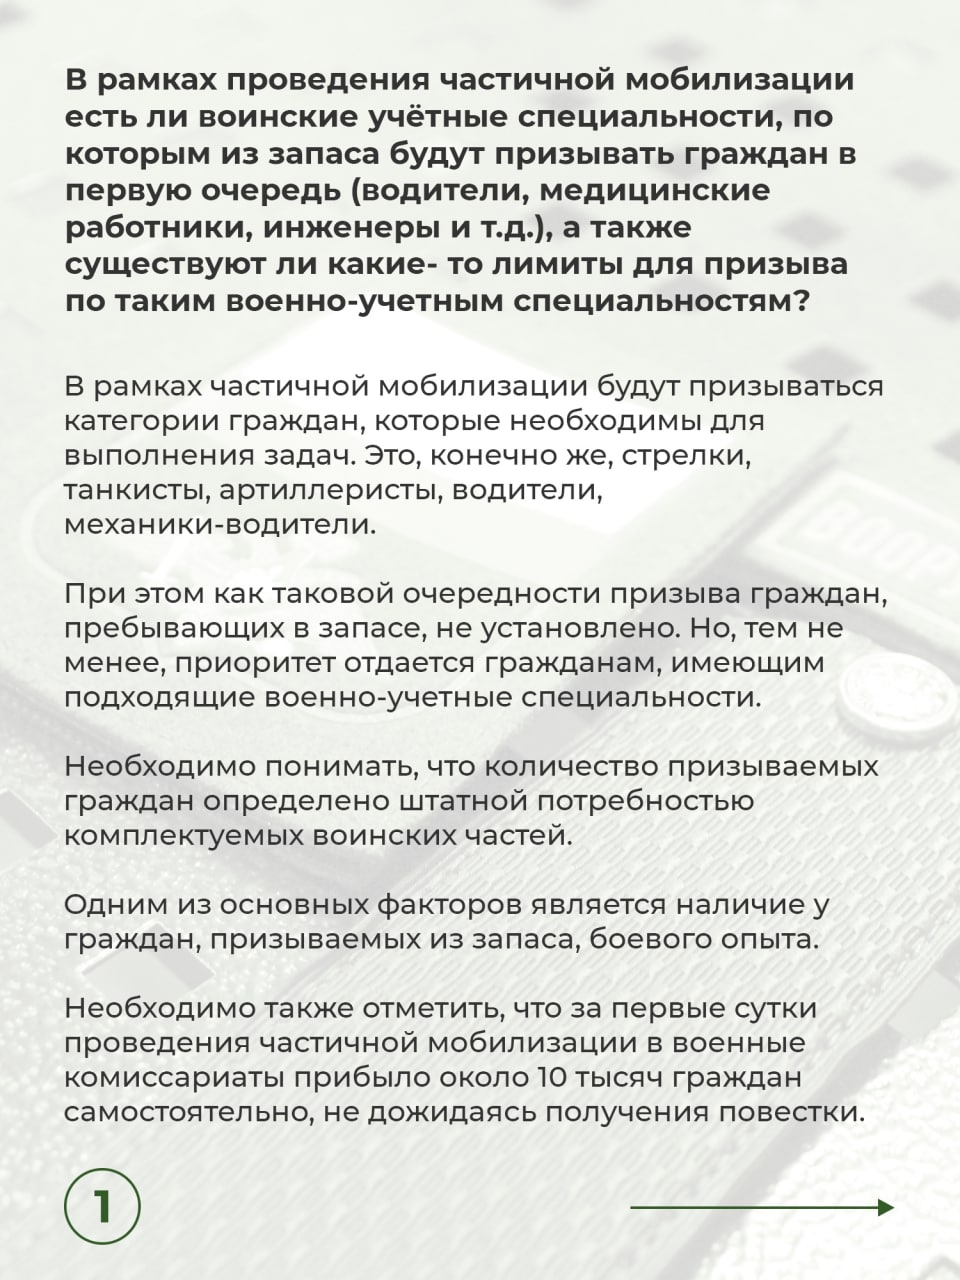 В рамках проведения частичной мобилизации
есть ли воинские учётные специальности, по
которым из запаса будут призывать граждан в
первую очередь (водители, медицинские
работники, инженеры и т.д.), а также
существуют ли какие- то лимиты для призыва
по таким военно-учетным специальностям?
В рамках частичной мобилизации будут призываться
категории граждан, которые необходимы для
выполнения задач. Это, конечно же, стрелки,
танкисты, артиллеристы, водители,
механики-водители.
При этом как таковой очередности призыва граждан,
пребывающих в запасе, не установлено. Но, тем не
менее, приоритет отдается гражданам, имеющим
подходящие военно-учетные специальности.
Необходимо понимать, что количество призываемых
граждан определено штатной потребностью
комплектуемых воинских частей.
Одним из основных факторов является наличие у
граждан, призываемых из запаса, боевого опыта.
Необходимо также отметить, что за первые сутки
проведения частичной мобилизации в военные
комиссариаты прибыло около 10 тысяч граждан
самостоятельно, не дожидаясь получения повестки.
1